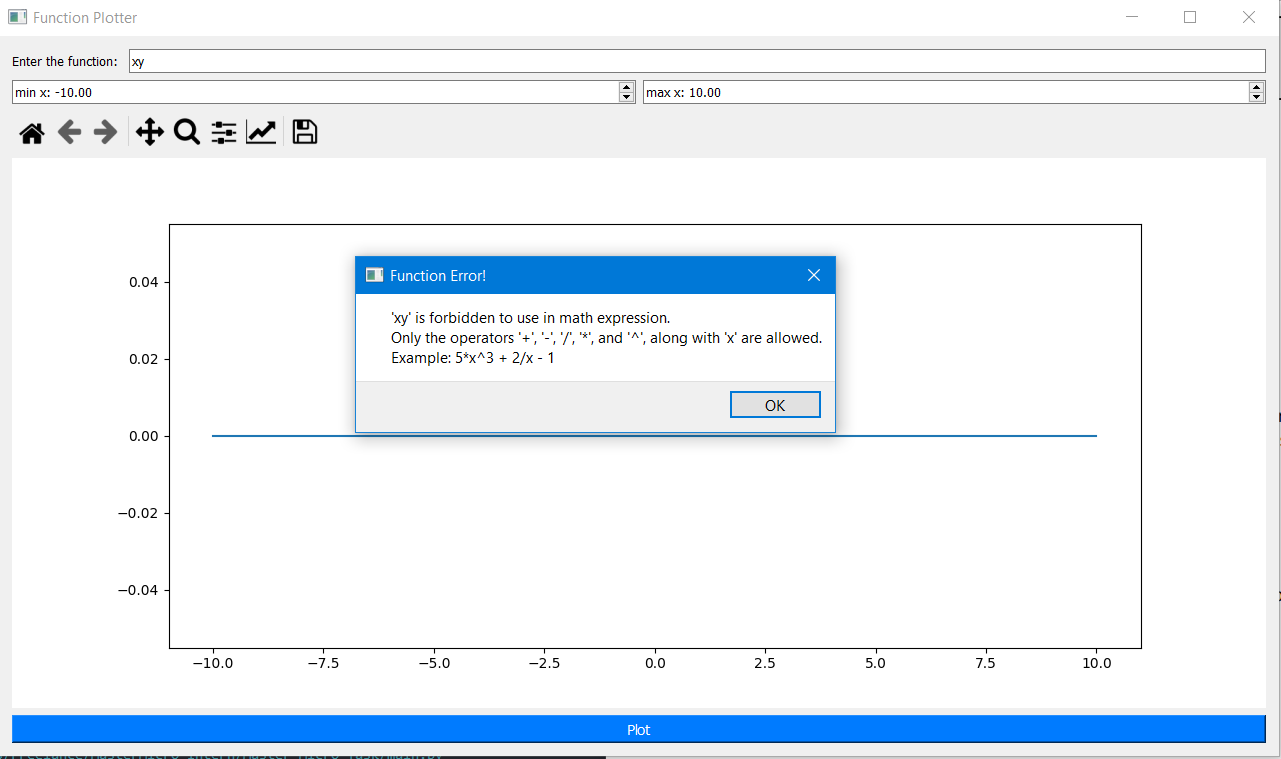 Function Plotter
Enter the function: xy
min x: -10.00 max x: 10.00
Function Error!
'xy' is forbidden to use in math expression.
Only the operators '+', '-', '/', '*', and '^', along with 'x' are allowed.
Example: 5*x^3 + 2/x - 1
OK
0.04
0.02
0.00
−0.02
−0.04
−10.0 −7.5 −5.0 −2.5 0.0 2.5 5.0 7.5 10.0
Plot